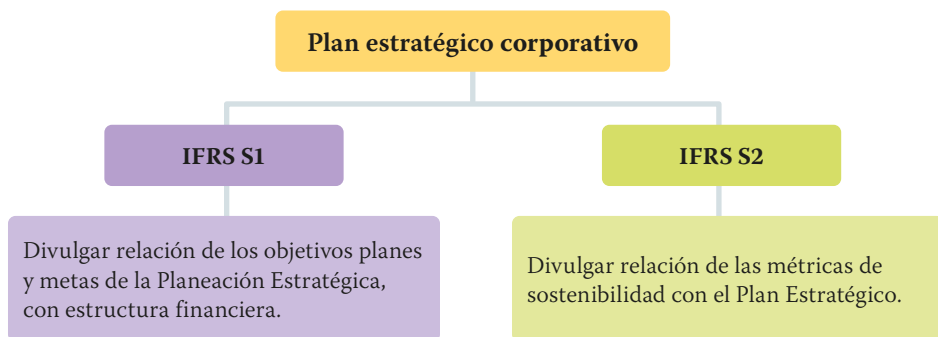 Plan estratégico corporativo
IFRS S1
IFRS S2
Divulgar relación de los objetivos planes
y metas de la Planeación Estratégica,
con estructura financiera.
Divulgar relación de las métricas de
sostenibilidad con el Plan Estratégico.